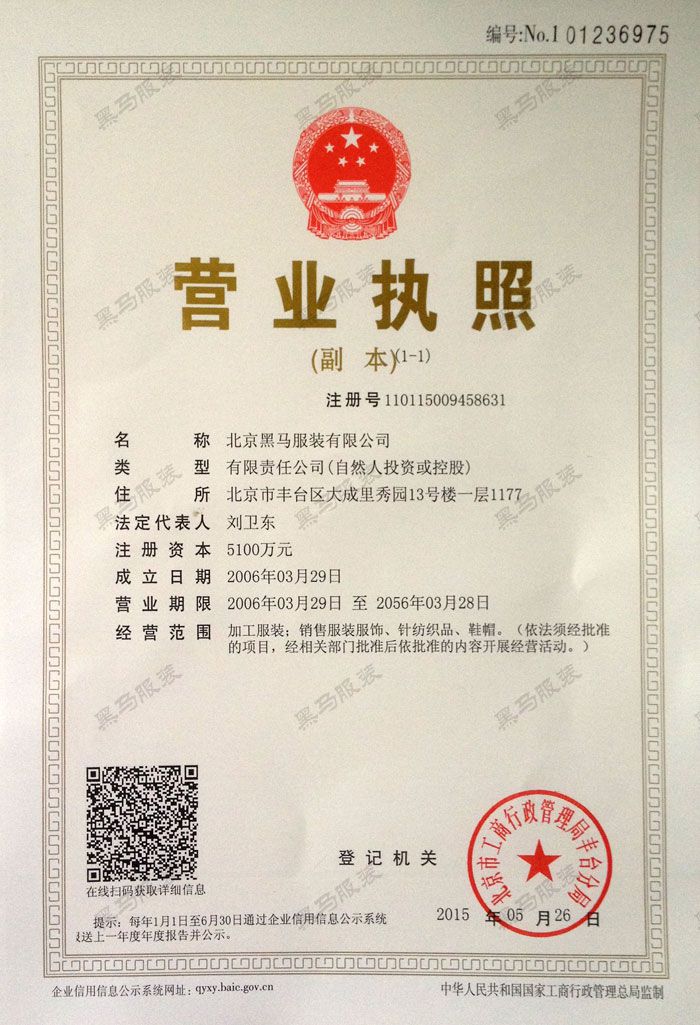 编号:No.1 01236975
营业执照
(副 本)(1-1)
注册号110115009458631
名 称 北京黑马服装有限公司
类 型 有限责任公司(自然人投资或控股)
住 所 北京市丰台区大成里秀园13号楼一层1177
法定代表人 刘卫东
注册资本 5100万元
成立日期 2006年03月29日
营业期限 2006年03月29日 至 2056年03月28日
经营范围 加工服装；销售服装服饰、针纺织品、鞋帽。（依法须经批准
的项目，经相关部门批准后依批准的内容开展经营活动。）
黑马服装
在线扫码获取详细信息
登记机关
北京市工商行政管理局丰台分局
提示：每年1月1日至6月30日通过企业信用信息公示系统
报送上一年度年度报告并公示。
2015 年 05 月 26 日
企业信用信息公示系统网址：qyxy.baic.gov.cn
中华人民共和国国家工商行政管理总局监制